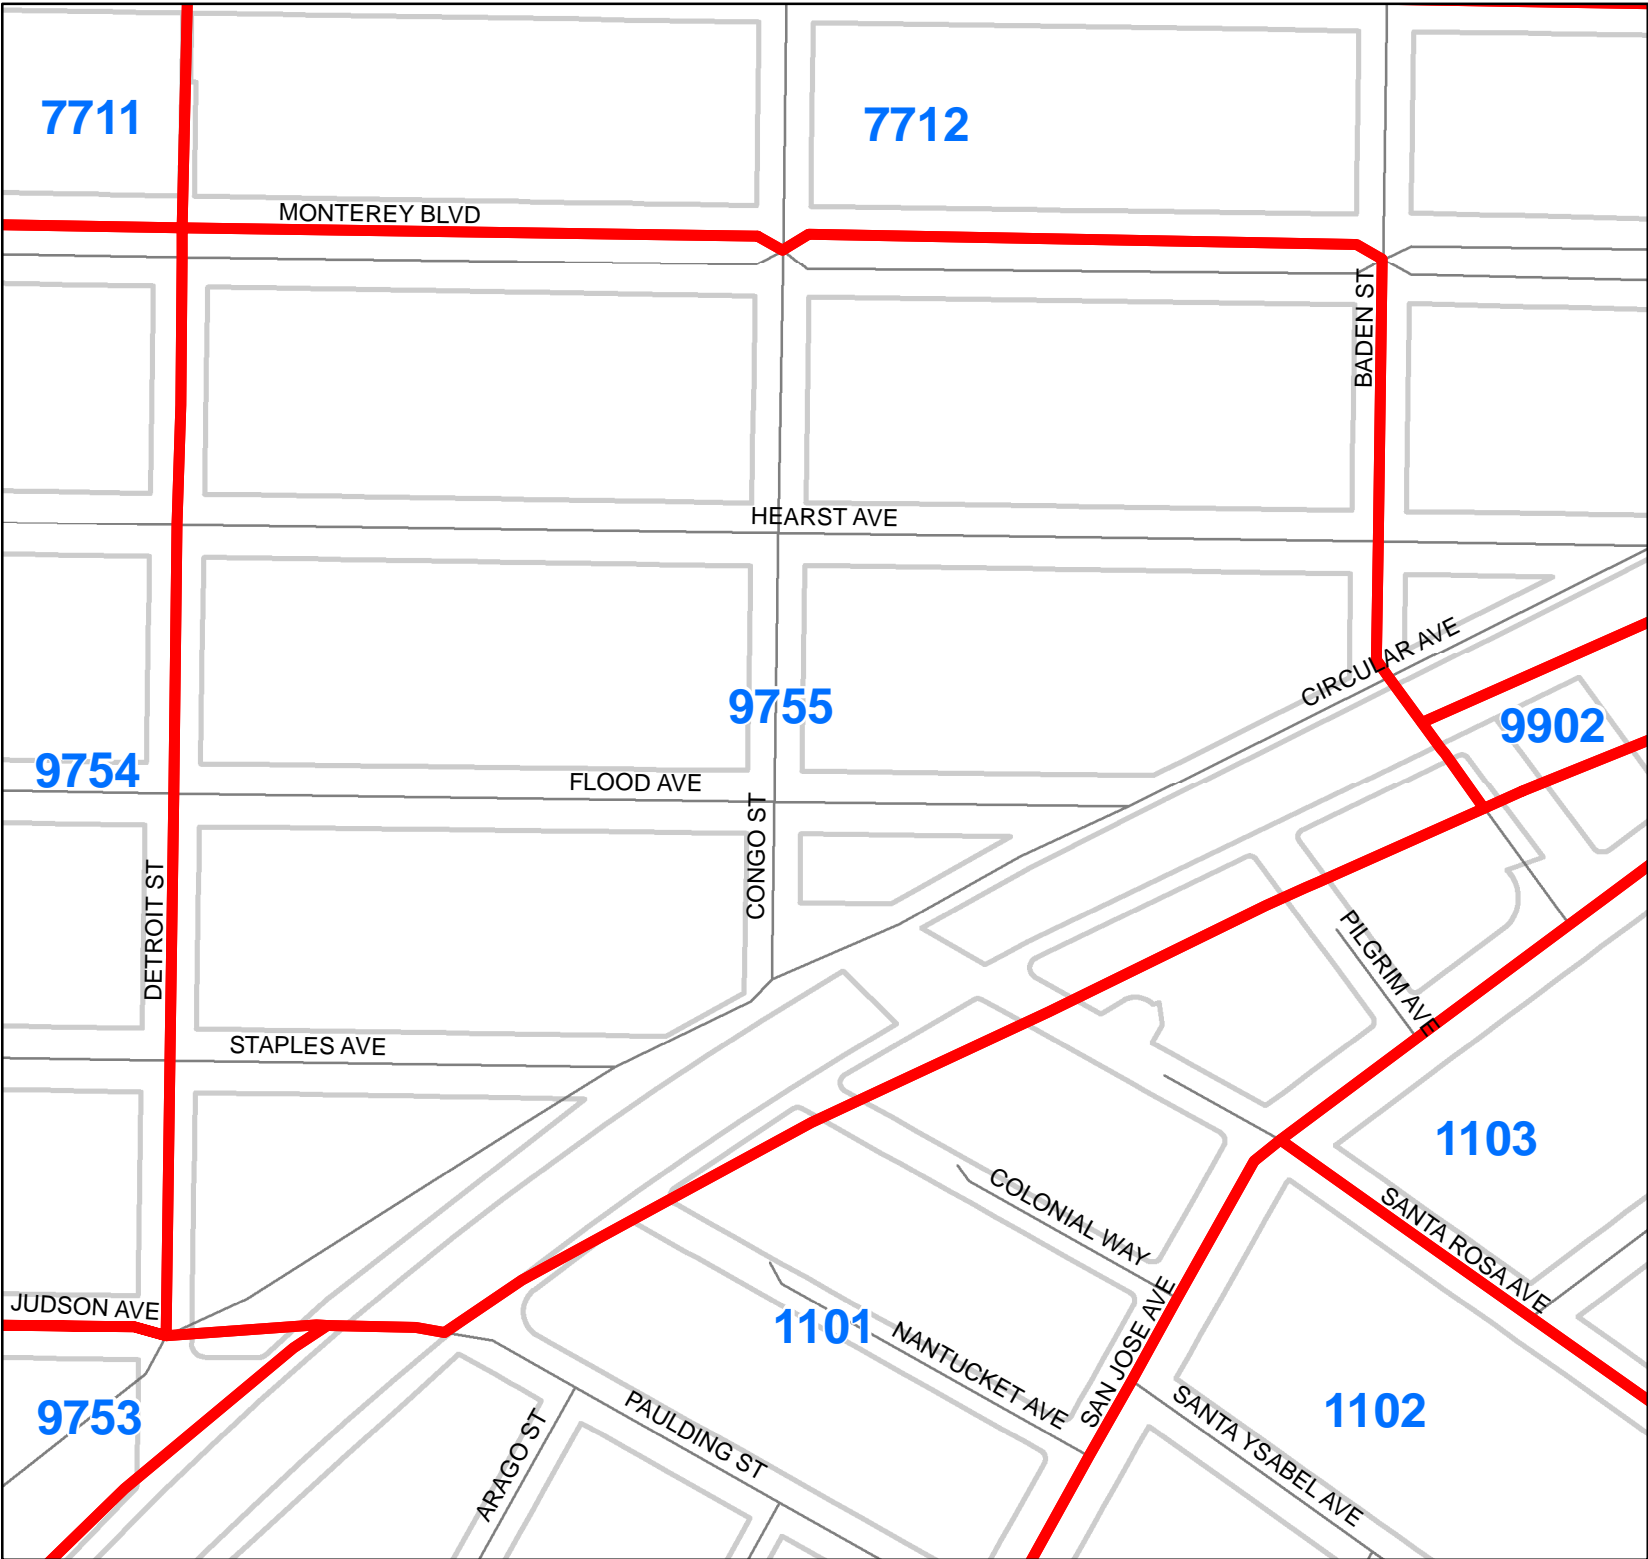 7711
7712
MONTEREY BLVD
BADEN ST
HEARST AVE
CIRCULAR AVE
9755
9902
9754
FLOOD AVE
CONGO ST
DETROIT ST
PILGRIM AVE
STAPLES AVE
1103
COLONIAL WAY
SANTA ROSA AVE
JUDSON AVE
1101
NANTUCKET AVE
SAN JOSE AVE
9753
PAULDING ST
ARAGO ST
SANTA YSABEL AVE
1102